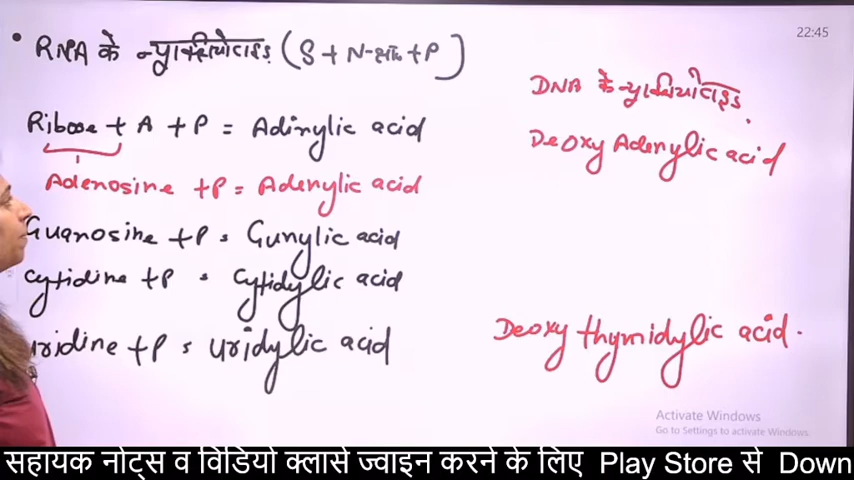 22:45
• RNA के न्यूक्लियोटाइड (S + N-क्षार + P)
Ribose + A + P = Adinylic acid
Adenosine + P = Adenylic acid
Guanosine + P = Gunylic acid
Cytidine + P = Cytidylic acid
uridine + P = uridylic acid
DNA के न्यूक्लियोटाइड.
Deoxy Adenylic acid
Deoxy thymidylic acid.
Activate Windows
Go to Settings to activate Windows.
सहायक नोट्स व विडियो क्लासे ज्वाइन करने के लिए Play Store से Down